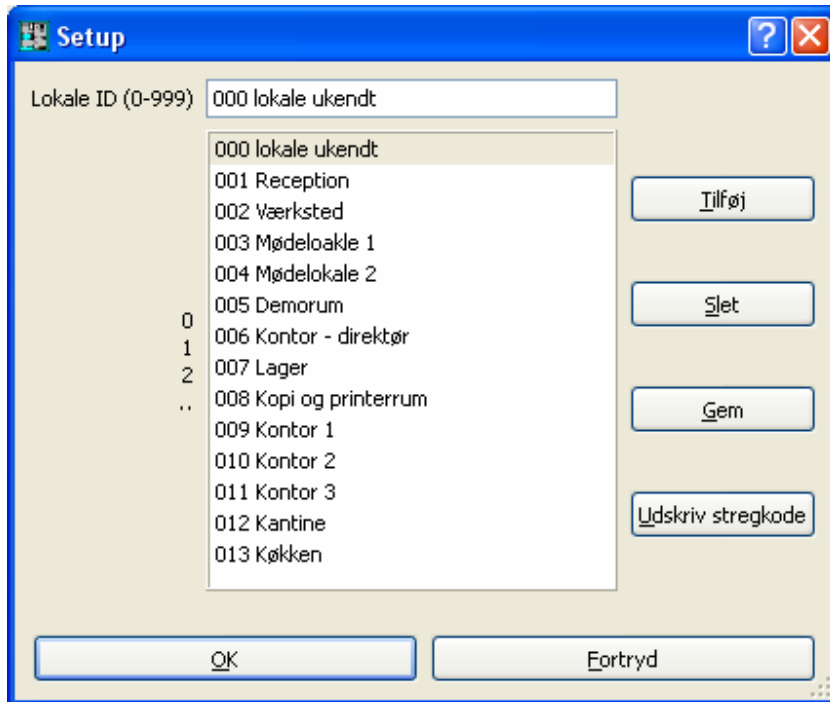 Setup
Lokale ID (0-999) 000 lokale ukendt
000 lokale ukendt
001 Reception
002 Værksted
003 Mødeloakle 1
004 Mødelokale 2
005 Demorum
006 Kontor - direktør
007 Lager
008 Kopi og printerrum
009 Kontor 1
010 Kontor 2
011 Kontor 3
012 Kantine
013 Køkken
0
1
2
..
Tilføj
Slet
Gem
Udskriv stregkode
OK
Fortryd